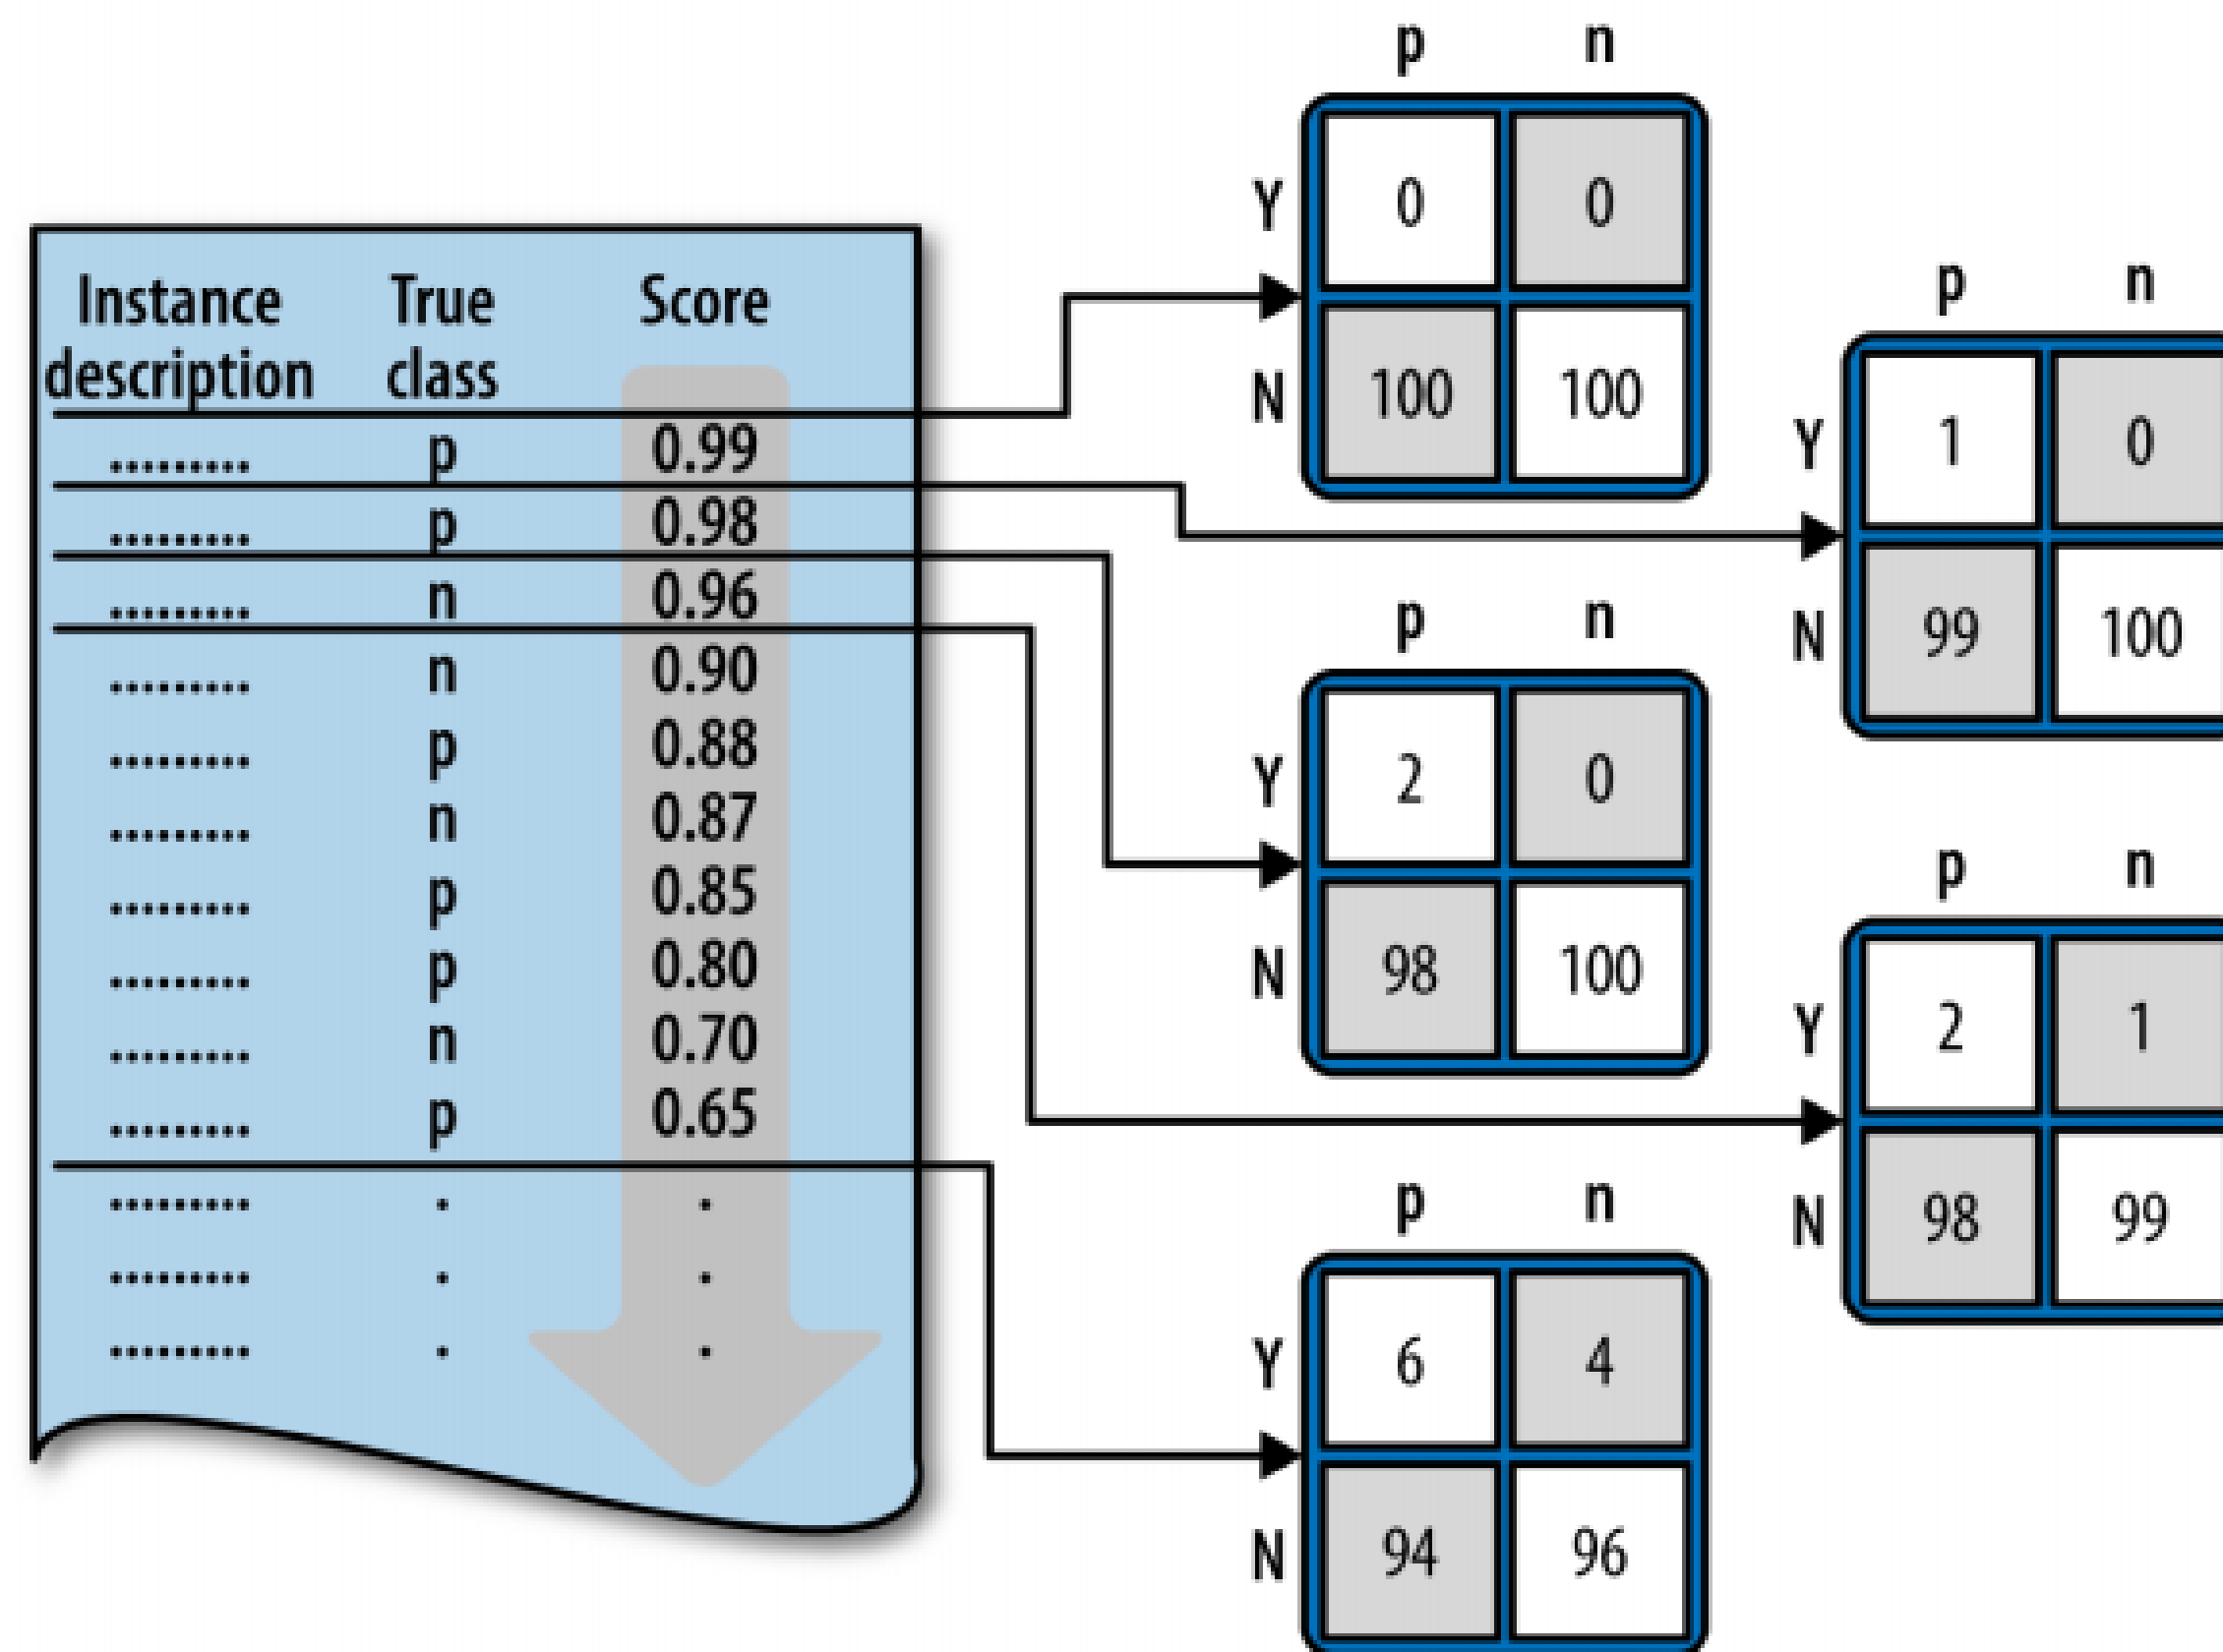 Instance description True class Score
......... p 0.99
......... p 0.98
......... n 0.96
......... n 0.90
......... p 0.88
......... n 0.87
......... p 0.85
......... p 0.80
......... n 0.70
......... p 0.65
......... . .
......... . .
......... . .
p n
Y 0 0
N 100 100
p n
Y 1 0
N 99 100
p n
Y 2 0
N 98 100
p n
Y 2 1
N 98 99
p n
Y 6 4
N 94 96